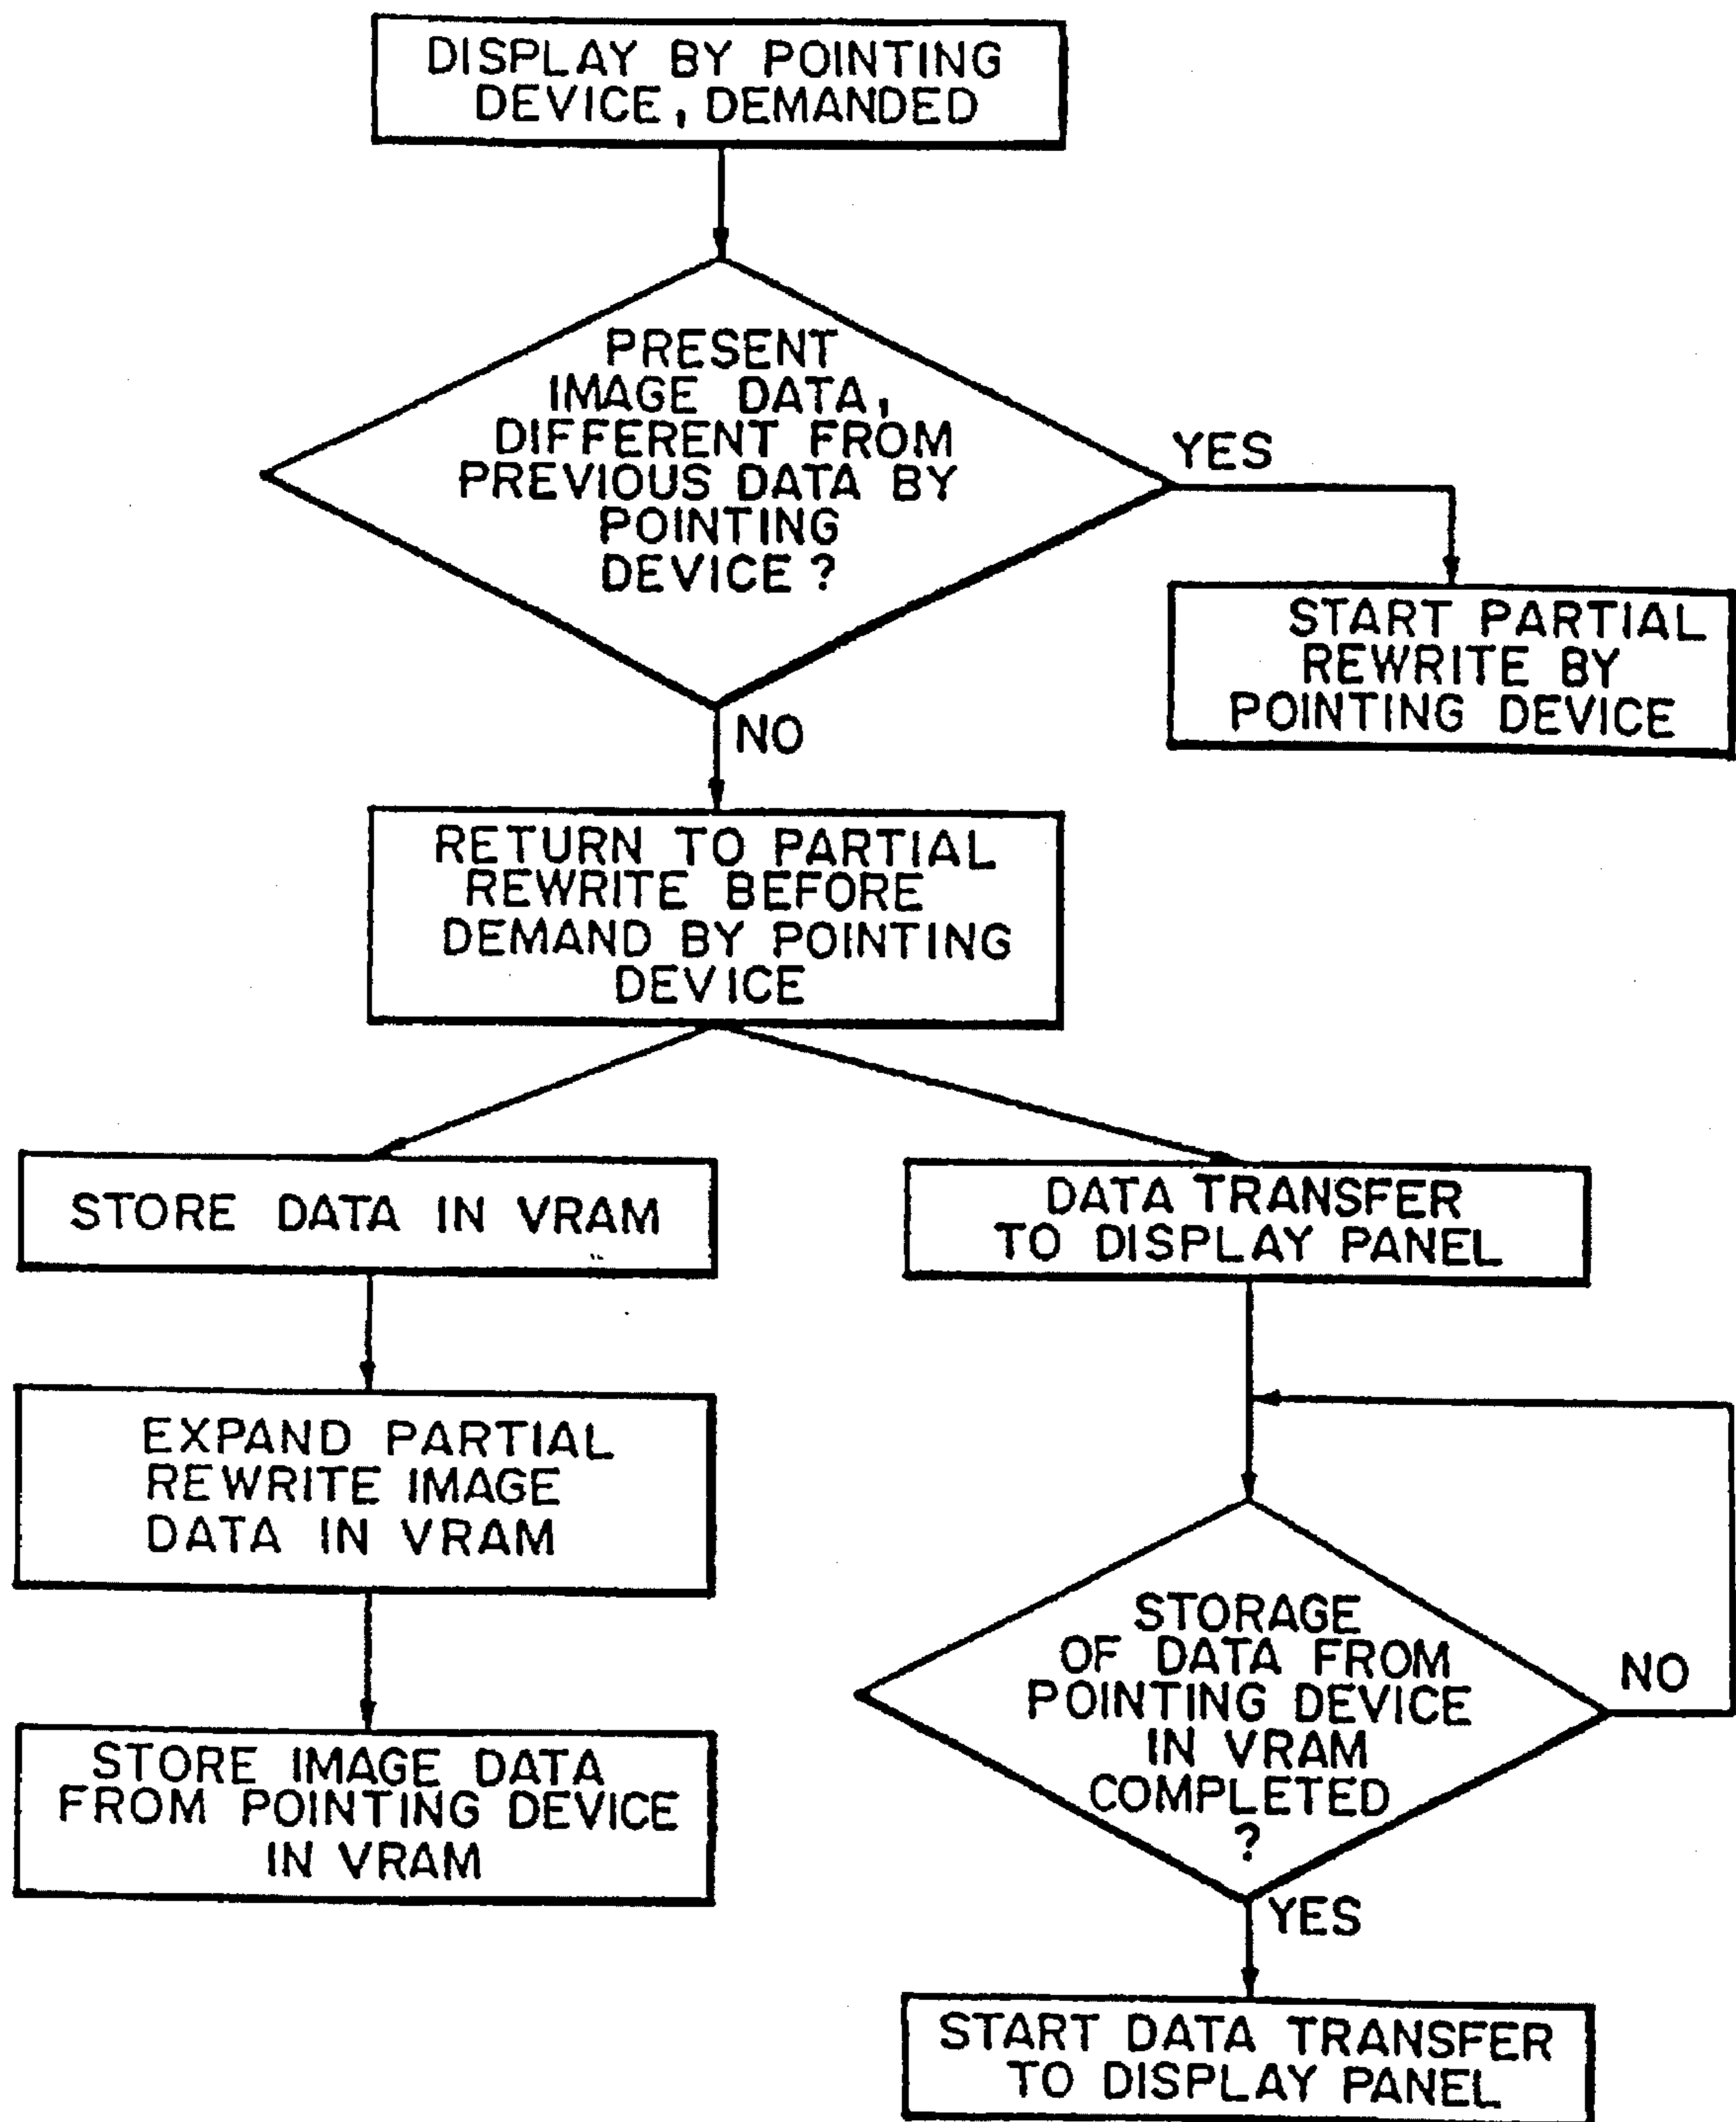 DISPLAY BY POINTING
DEVICE, DEMANDED
PRESENT
IMAGE DATA,
DIFFERENT FROM
PREVIOUS DATA BY
POINTING
DEVICE ?
YES
START PARTIAL
REWRITE BY
POINTING DEVICE
NO
RETURN TO PARTIAL
REWRITE BEFORE
DEMAND BY POINTING
DEVICE
STORE DATA IN VRAM
DATA TRANSFER
TO DISPLAY PANEL
EXPAND PARTIAL
REWRITE IMAGE
DATA IN VRAM
STORAGE
OF DATA FROM
POINTING DEVICE
IN VRAM
COMPLETED
?
NO
STORE IMAGE DATA
FROM POINTING DEVICE
IN VRAM
YES
START DATA TRANSFER
TO DISPLAY PANEL